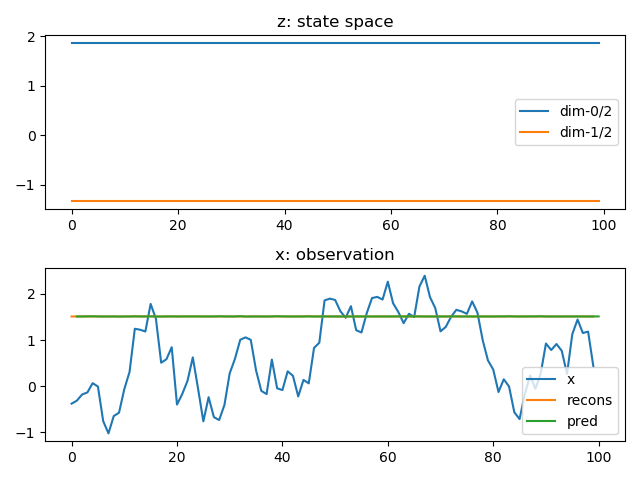 z: state space
2
1
0
−1
dim-0/2
dim-1/2
0 20 40 60 80 100
x: observation
2
1
0
−1
x
recons
pred
0 20 40 60 80 100